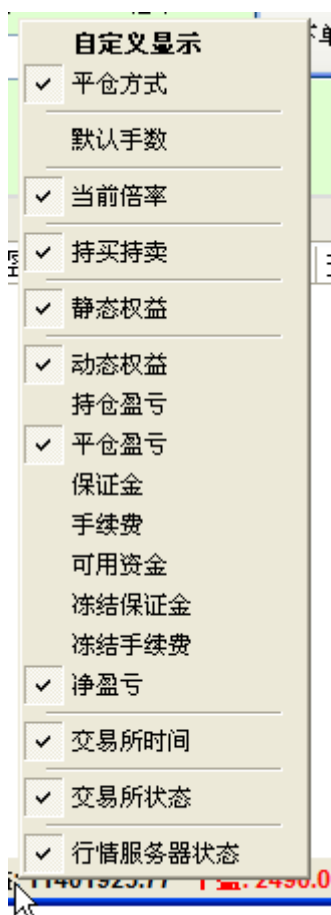 自定义显示
平仓方式
默认手数
当前倍率
持买持卖
静态权益
动态权益
持仓盈亏
平仓盈亏
保证金
手续费
可用资金
冻结保证金
冻结手续费
净盈亏
交易所时间
交易所状态
行情服务器状态